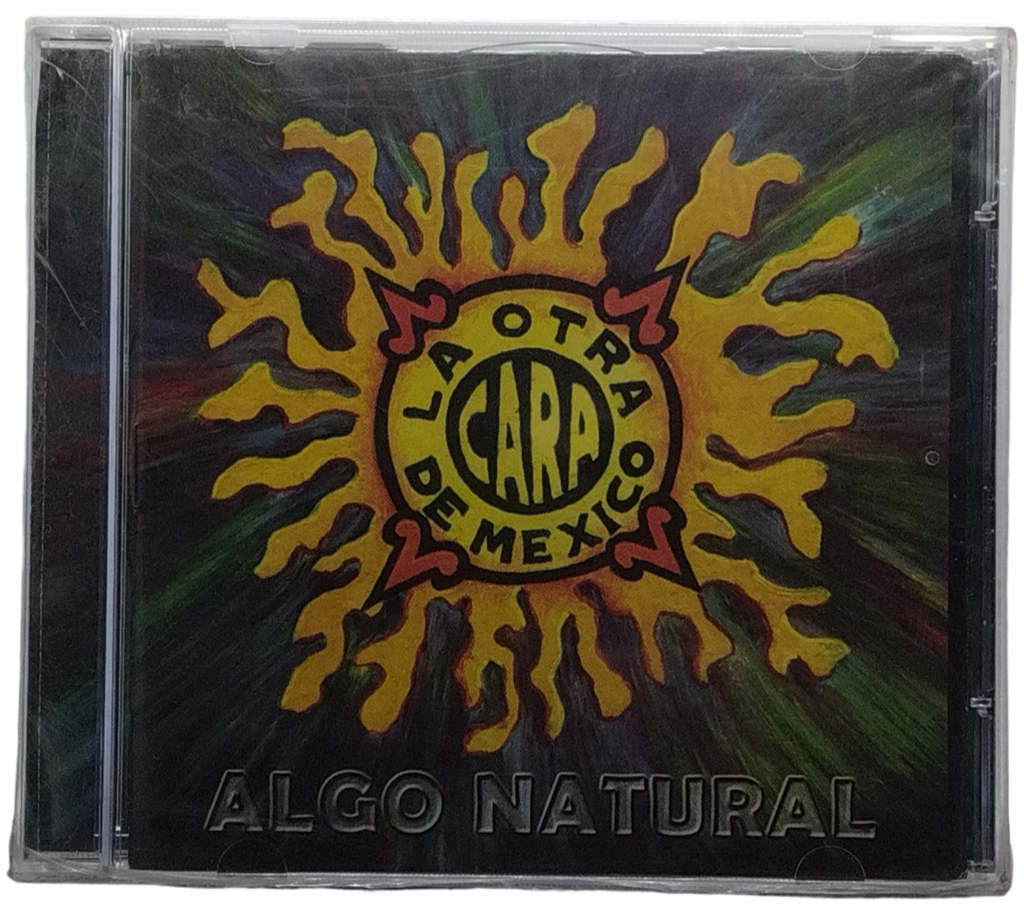 LA OTRA
CARA
DE MEXICO
ALGO NATURAL